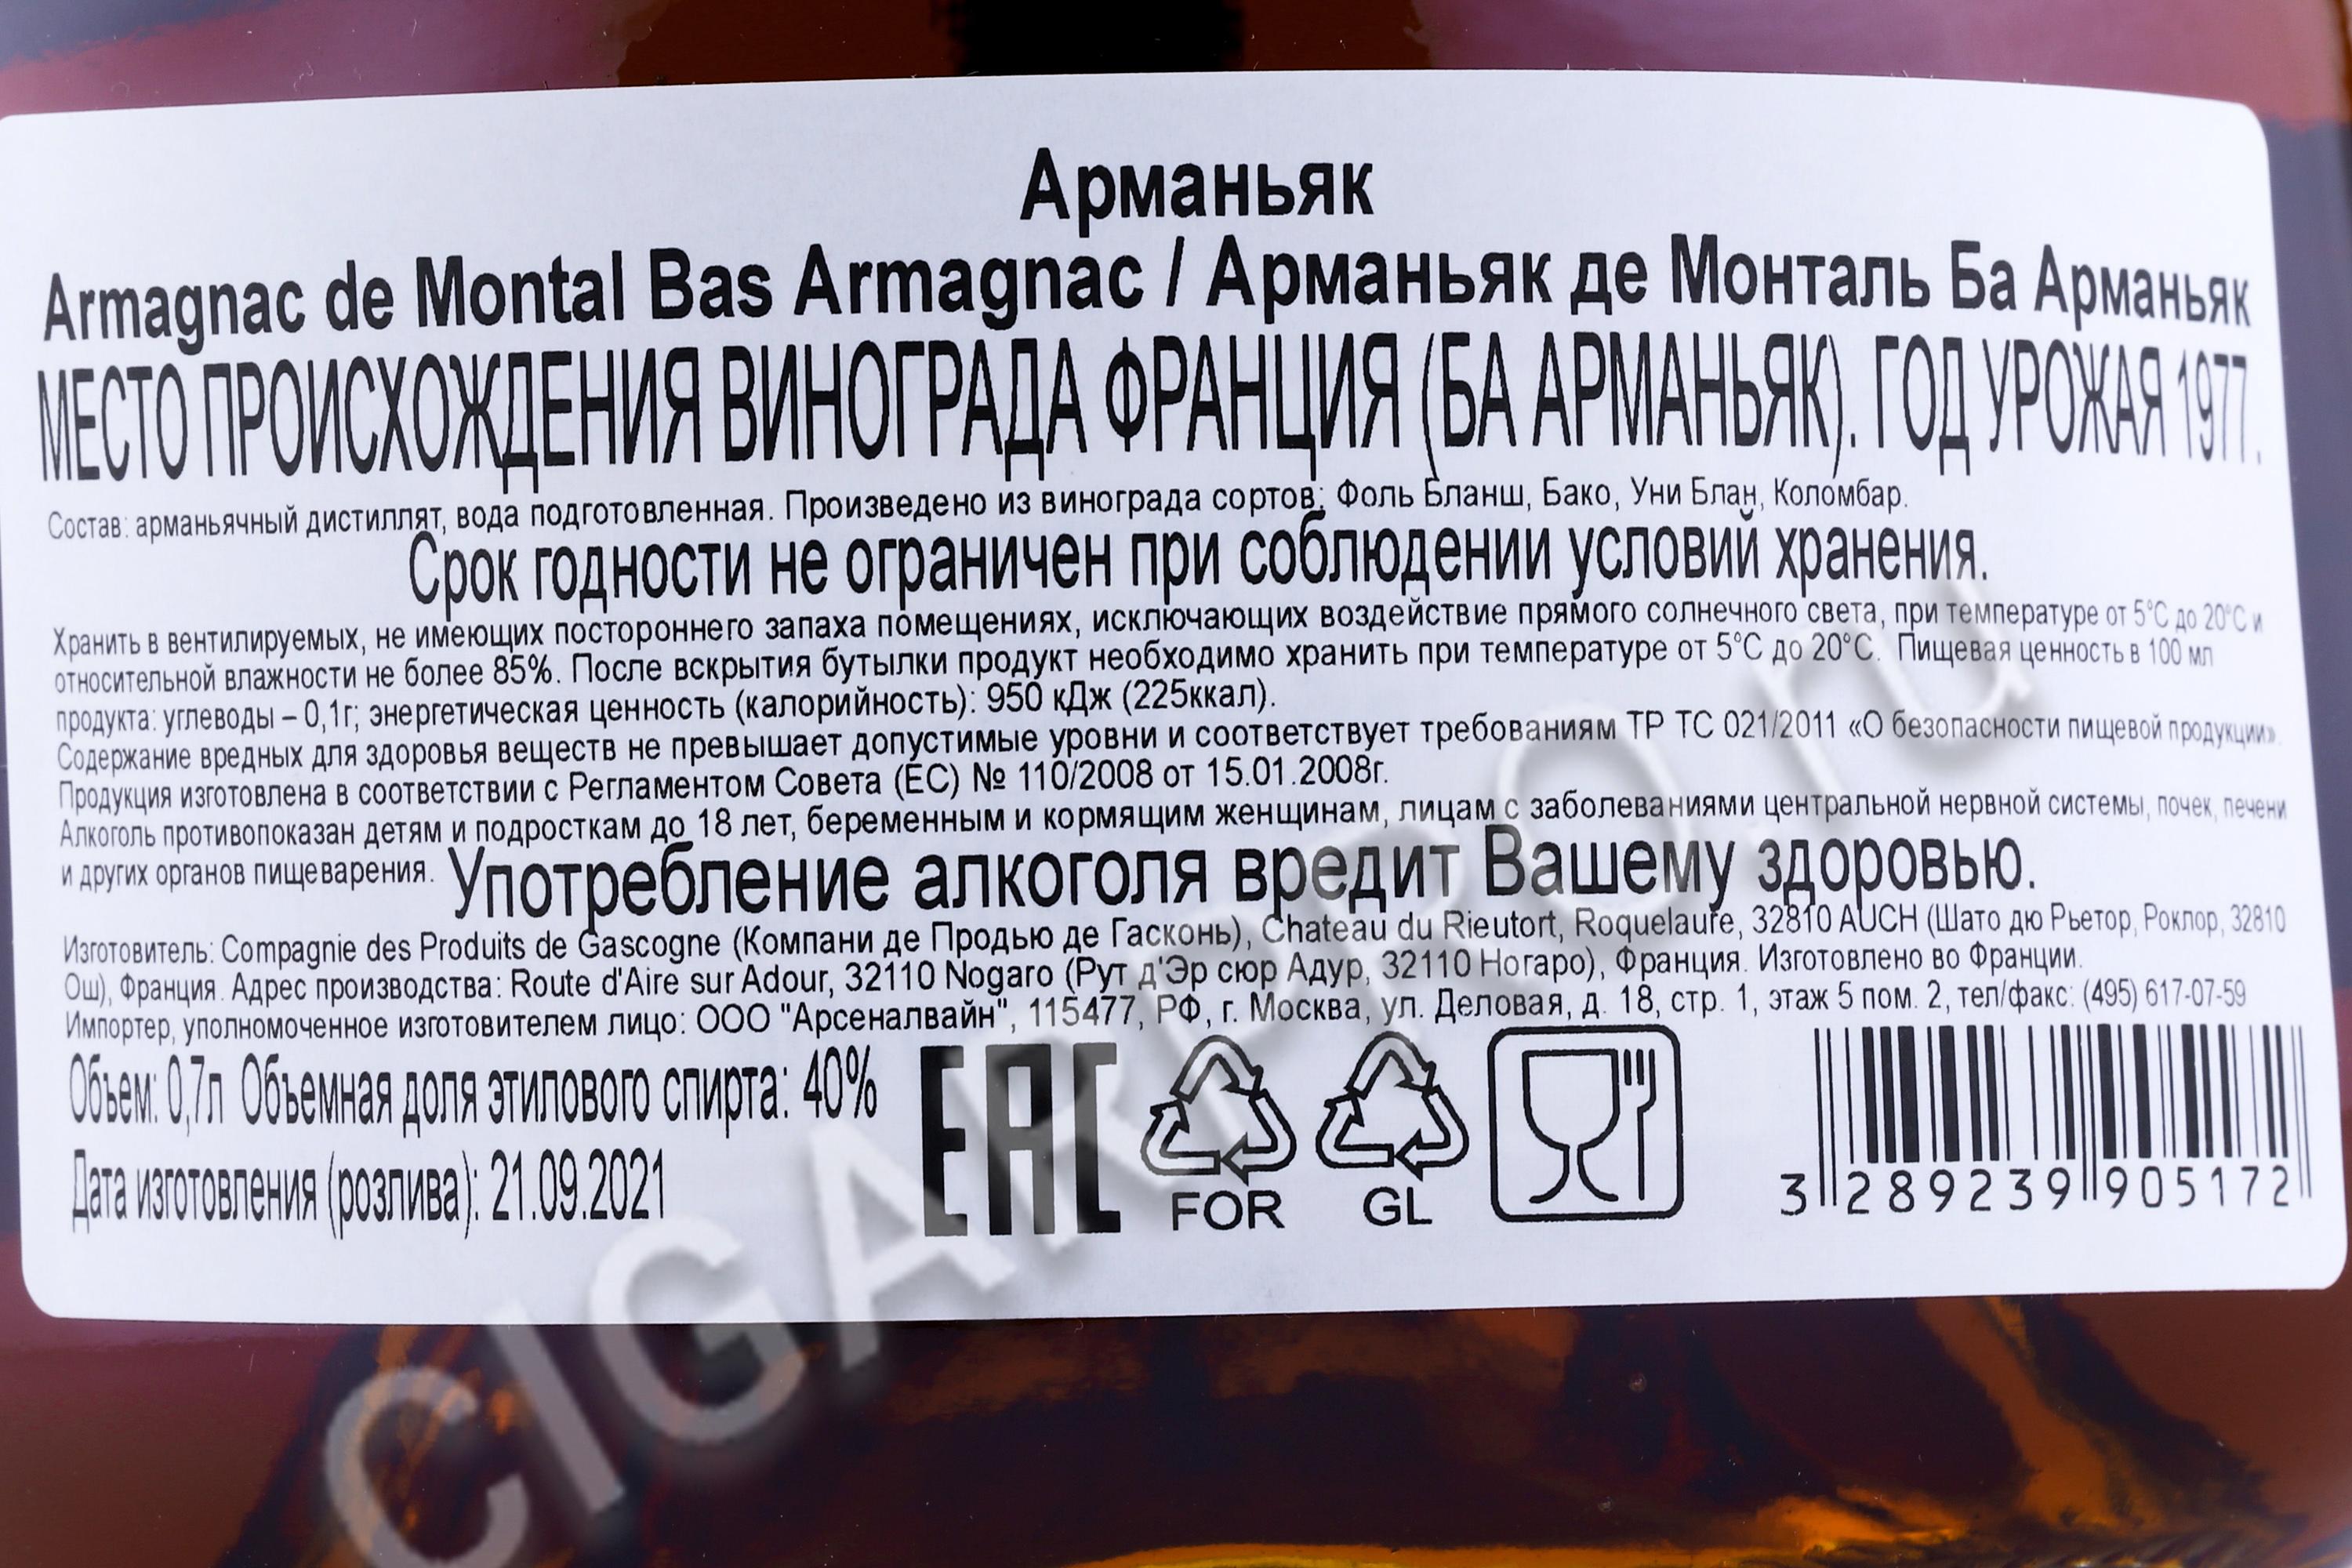 Арманьяк
Armagnac de Montal Bas Armagnac / Арманьяк де Монталь Ба Арманьяк
МЕСТО ПРОИСХОЖДЕНИЯ ВИНОГРАДА ФРАНЦИЯ (БА АРМАНЬЯК). ГОД УРОЖАЯ 1977.
Состав: арманьячный дистиллят, вода подготовленная. Произведено из винограда сортов: Фоль Бланш, Бако, Уни Блан, Коломбар.
Срок годности не ограничен при соблюдении условий хранения.
Хранить в вентилируемых, не имеющих постороннего запаха помещениях, исключающих воздействие прямого солнечного света, при температуре от 5°С до 20°С и
относительной влажности не более 85%. После вскрытия бутылки продукт необходимо хранить при температуре от 5°С до 20°С. Пищевая ценность в 100 мл
продукта: углеводы – 0,1г; энергетическая ценность (калорийность): 950 кДж (225ккал).
Содержание вредных для здоровья веществ не превышает допустимые уровни и соответствует требованиям ТР ТС 021/2011 «О безопасности пищевой продукции».
Продукция изготовлена в соответствии с Регламентом Совета (ЕС) № 110/2008 от 15.01.2008г.
Алкоголь противопоказан детям и подросткам до 18 лет, беременным и кормящим женщинам, лицам с заболеваниями центральной нервной системы, почек, печени
и других органов пищеварения. Употребление алкоголя вредит Вашему здоровью.
Изготовитель: Compagnie des Produits de Gascogne (Компани де Продью де Гасконь), Chateau du Rieutort, Roquelaure, 32810 AUCH (Шато дю Рьетор, Роклор, 32810
Ош), Франция. Адрес производства: Route d'Aire sur Adour, 32110 Nogaro (Рут д'Эр сюр Адур, 32110 Ногаро), Франция. Изготовлено во Франции.
Импортер, уполномоченное изготовителем лицо: ООО "Арсеналвайн", 115477, РФ, г. Москва, ул. Деловая, д. 18, стр. 1, этаж 5 пом. 2, тел/факс: (495) 617-07-59
Объем: 0,7л Объемная доля этилового спирта: 40%
Дата изготовления (розлива): 21.09.2021
EAC
FOR
GL
3 289239 905172
CIGARPRO.ru